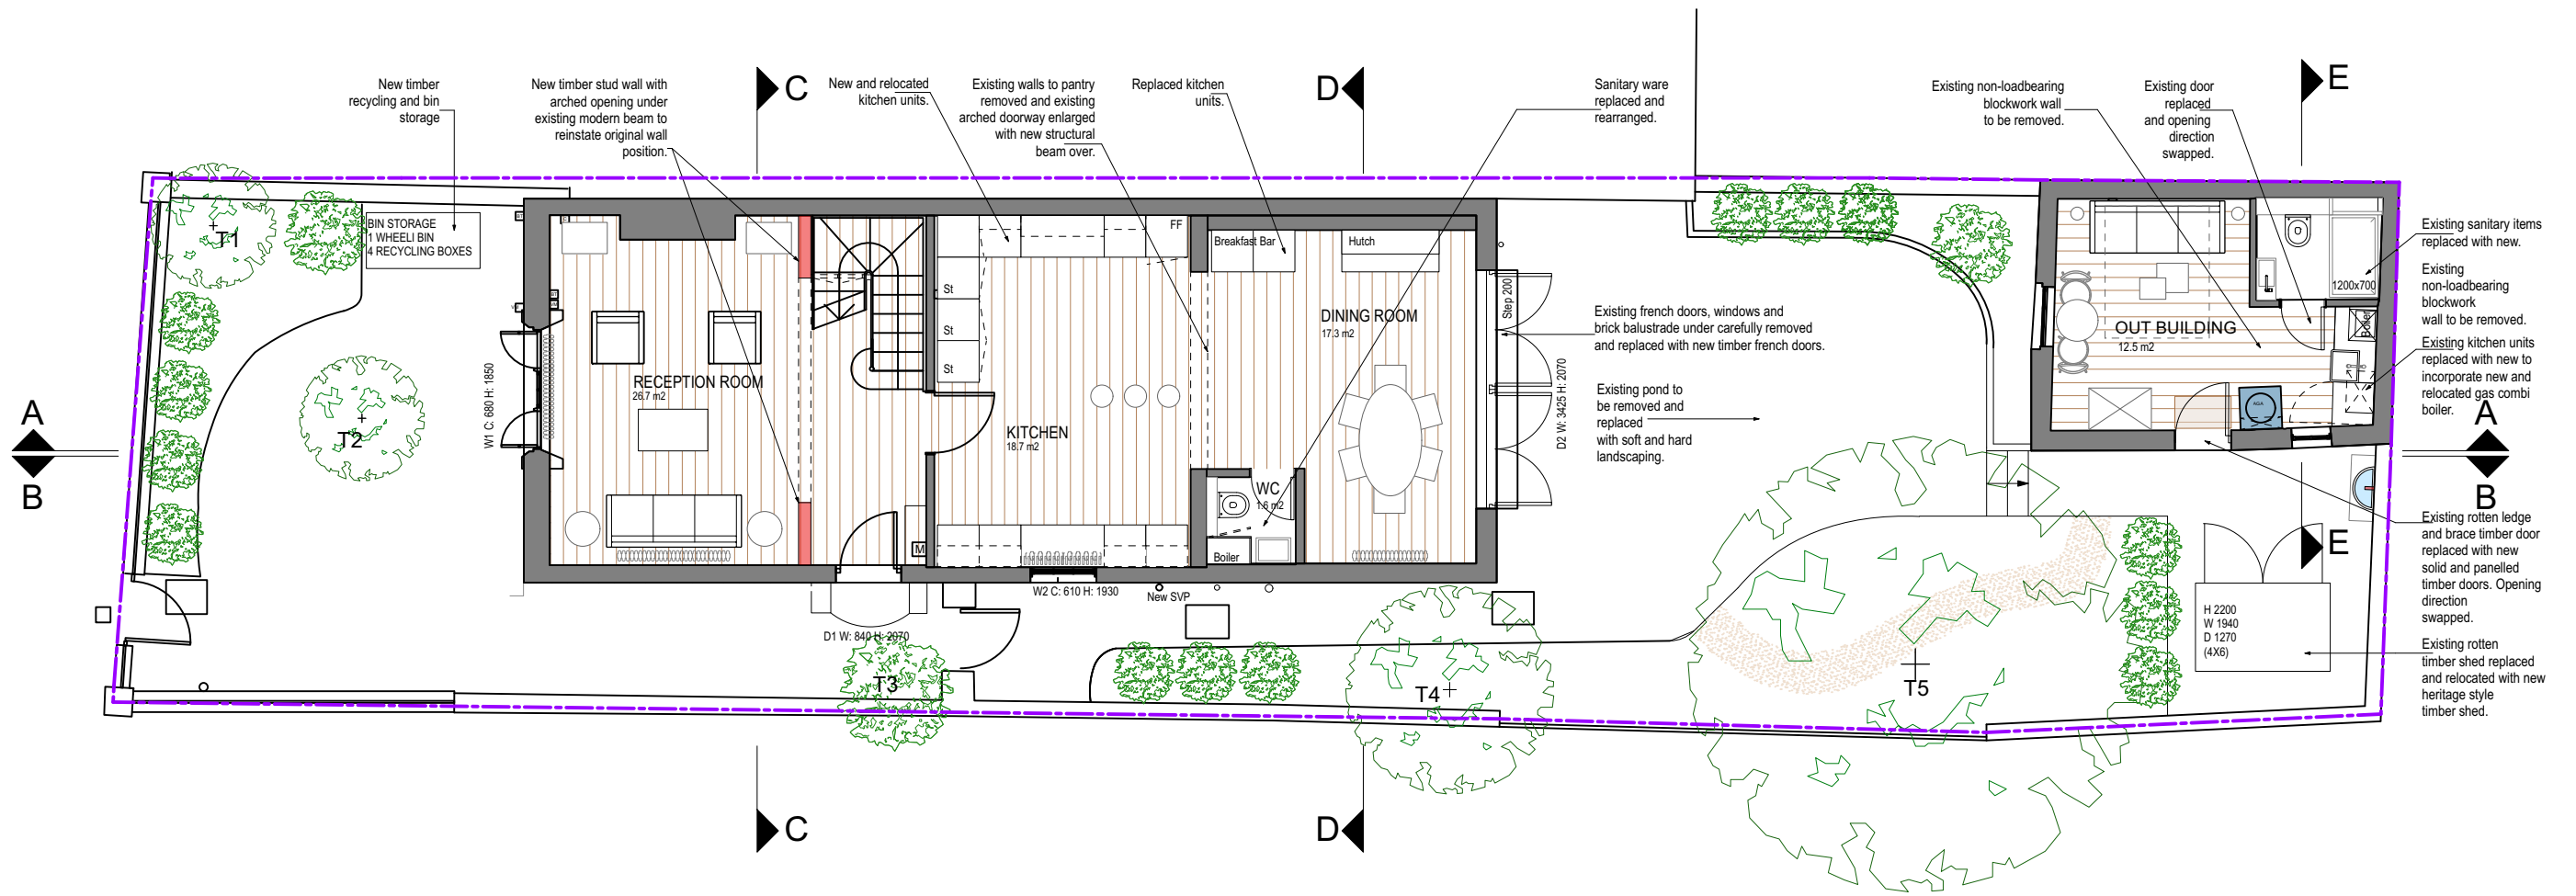 New timber
recycling and bin
storage
New timber stud wall with
arched opening under
existing modern beam to
reinstate original wall
position.
C
New and relocated
kitchen units.
Existing walls to pantry
removed and existing
arched doorway enlarged
with new structural
beam over.
Replaced kitchen
units.
D
Sanitary ware
replaced and
rearranged.
Existing non-loadbearing
blockwork wall
to be removed.
Existing door
replaced
and opening
direction
swapped.
E
T1
BIN STORAGE
1 WHEELI BIN
4 RECYCLING BOXES
FF
Breakfast Bar
Hutch
St
St
St
Step 200
DINING ROOM
17.3 m2
RECEPTION ROOM
26.7 m2
KITCHEN
18.7 m2
W1 C: 680 H: 1850
D2 W: 3425 H: 2070
Existing french doors, windows and
brick balustrade under carefully removed
and replaced with new timber french doors.
Existing pond to
be removed and
replaced
with soft and hard
landscaping.
1200x700
Boiler
OUT BUILDING
12.5 m2
AGA
Existing sanitary items
replaced with new.
Existing
non-loadbearing
blockwork
wall to be removed.
Existing kitchen units
replaced with new to
incorporate new and
relocated gas combi
boiler.
A
B
T2
A
B
WC
1.6 m2
Boiler
M
W2 C: 610 H: 1930
New SVP
D1 W: 840 H: 2070
T3
T4
T5
E
Existing rotten ledge
and brace timber door
replaced with new
solid and panelled
timber doors. Opening
direction
swapped.
H 2200
W 1940
D 1270
(4X6)
Existing rotten
timber shed replaced
and relocated with new
heritage style
timber shed.
C
D